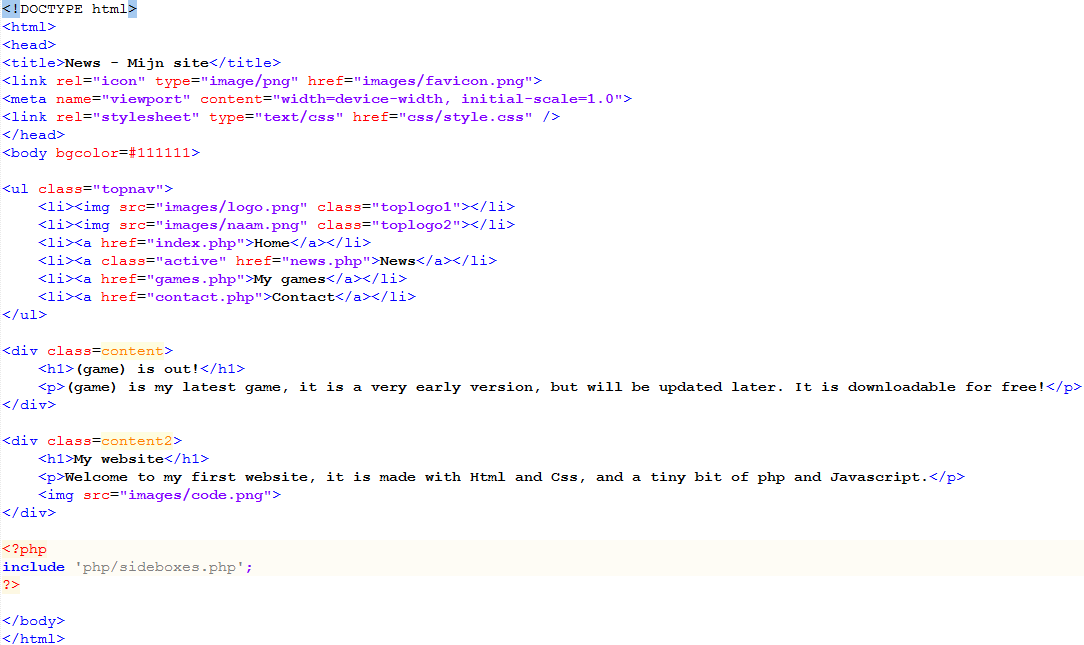 <!DOCTYPE html>
<html>
<head>
<title>News - Mijn site</title>
<link rel="icon" type="image/png" href="images/favicon.png">
<meta name="viewport" content="width=device-width, initial-scale=1.0">
<link rel="stylesheet" type="text/css" href="css/style.css" />
</head>
<body bgcolor=#111111>

<ul class="topnav">
    <li><img src="images/logo.png" class="toplogo1"></li>
    <li><img src="images/naam.png" class="toplogo2"></li>
    <li><a href="index.php">Home</a></li>
    <li><a class="active" href="news.php">News</a></li>
    <li><a href="games.php">My games</a></li>
    <li><a href="contact.php">Contact</a></li>
</ul>

<div class=content>
    <h1>(game) is out!</h1>
    <p>(game) is my latest game, it is a very early version, but will be updated later. It is downloadable for free!</p>
</div>

<div class=content2>
    <h1>My website</h1>
    <p>Welcome to my first website, it is made with Html and Css, and a tiny bit of php and Javascript.</p>
    <img src="images/code.png">
</div>

<?php
include 'php/sideboxes.php';
?>

</body>
</html>